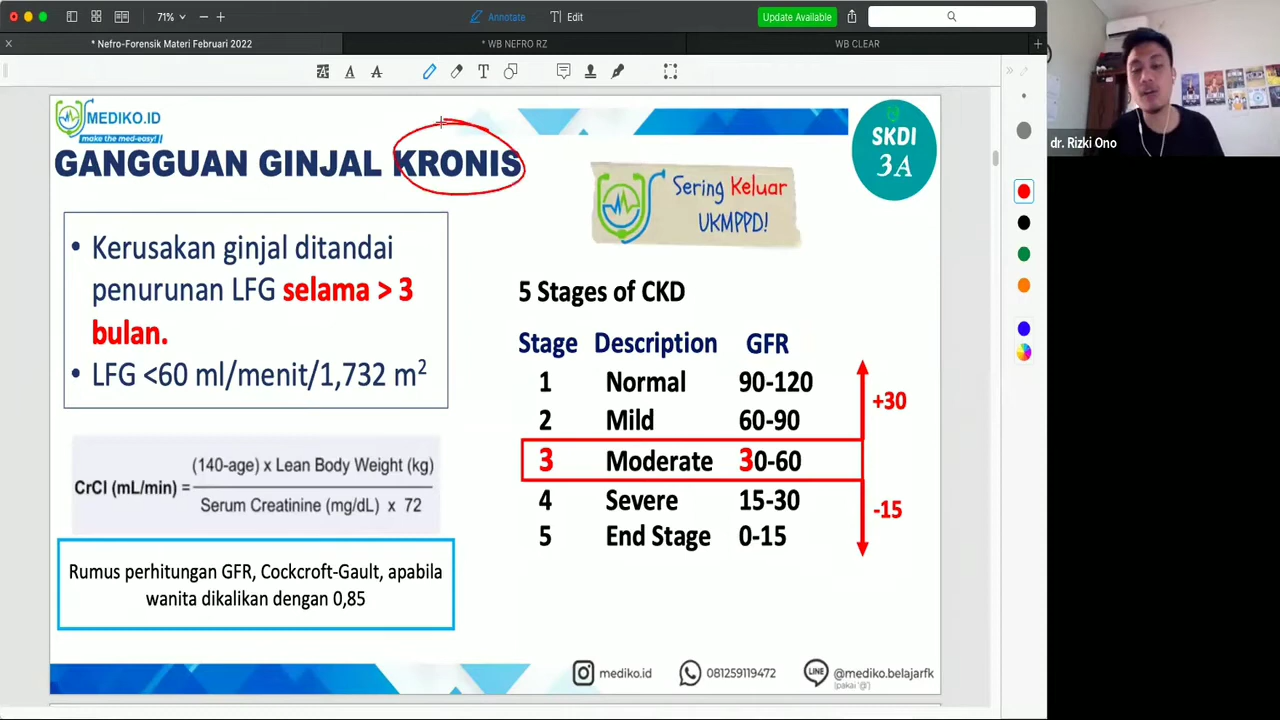 71%
Annotate
Edit
Update Available
* Nefro-Forensik Materi Februari 2022
* WB NEFRO RZ
WB CLEAR
MEDIKO.ID
make the med-easy!
GANGGUAN GINJAL KRONIS
Sering Keluar
UKMPPD!
SKDI
3A
dr. Rizki Ono
• Kerusakan ginjal ditandai
penurunan LFG selama > 3
bulan.
• LFG <60 ml/menit/1,732 m²
CrCl (mL/min) =
(140-age) x Lean Body Weight (kg)
Serum Creatinine (mg/dL) x 72
Rumus perhitungan GFR, Cockcroft-Gault, apabila
wanita dikalikan dengan 0,85
5 Stages of CKD
Stage Description GFR
1 Normal 90-120
2 Mild 60-90
3 Moderate 30-60
4 Severe 15-30
5 End Stage 0-15
+30
-15
mediko.id
081259119472
LINE
@mediko.belajarfk
(pakai '@')